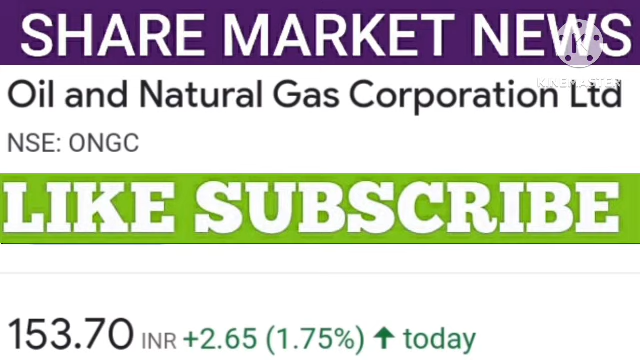 SHARE MARKET NEWS
KINEMASTER
Oil and Natural Gas Corporation Ltd
NSE: ONGC
LIKE SUBSCRIBE
153.70 INR +2.65 (1.75%) ↑ today